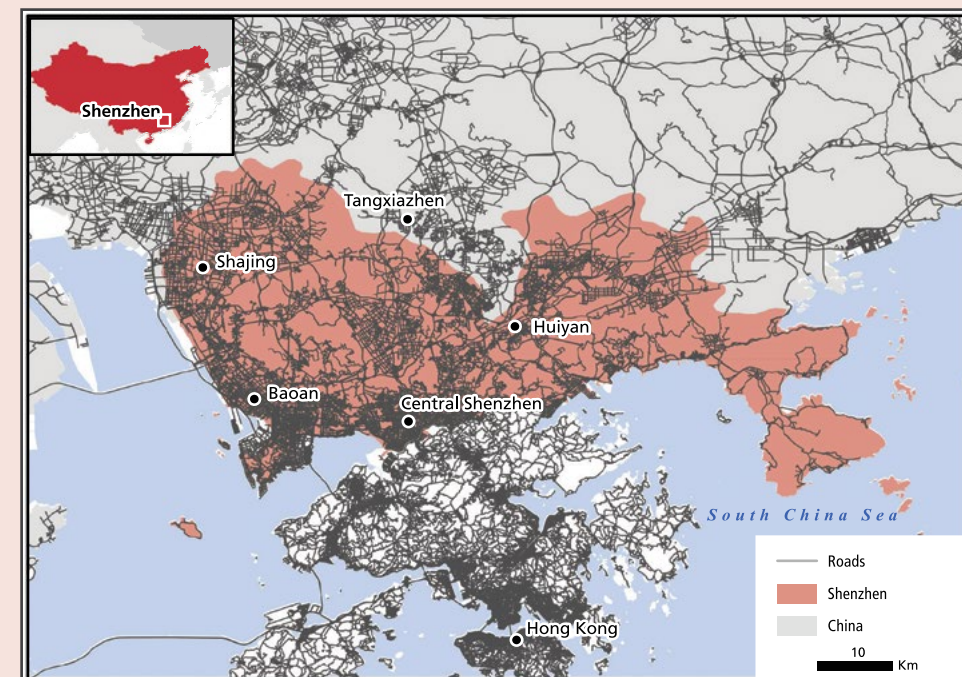 Shenzhen
Tangxiazhen
Shajing
Huiyan
Baoan
Central Shenzhen
South China Sea
Hong Kong
Roads
Shenzhen
China
10
Km